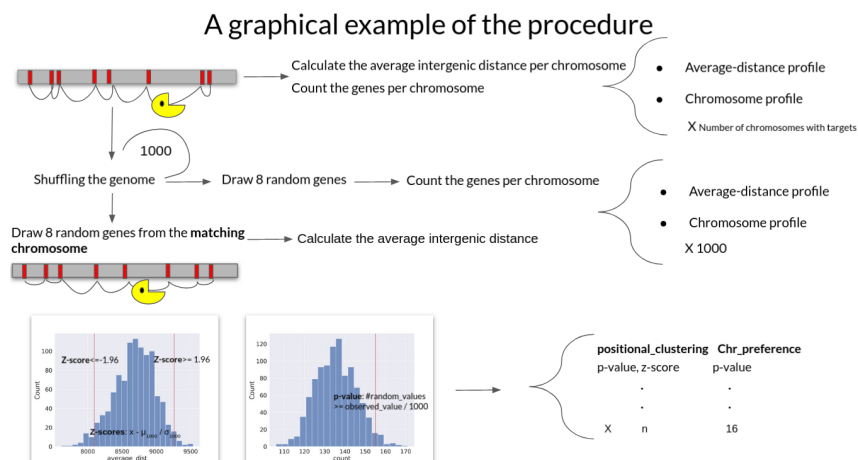 A graphical example of the procedure
Calculate the average intergenic distance per chromosome
Count the genes per chromosome
● Average-distance profile
● Chromosome profile
X Number of chromosomes with targets
1000
Shuffling the genome
Draw 8 random genes
Count the genes per chromosome
● Average-distance profile
● Chromosome profile
X 1000
Draw 8 random genes from the matching
chromosome
Calculate the average intergenic distance
Z-score<=-1.96
Z-score>= 1.96
Z-scores: x - μ1000 / σ1000
Count
100
80
60
40
20
0
8000 8500 9000 9500
average_dist
p-value: #random_values
>= observed_value / 1000
Count
120
100
80
60
40
20
0
110 120 130 140 150 160 170
count
positional_clustering Chr_preference
p-value, z-score p-value
. .
. .
X n 16